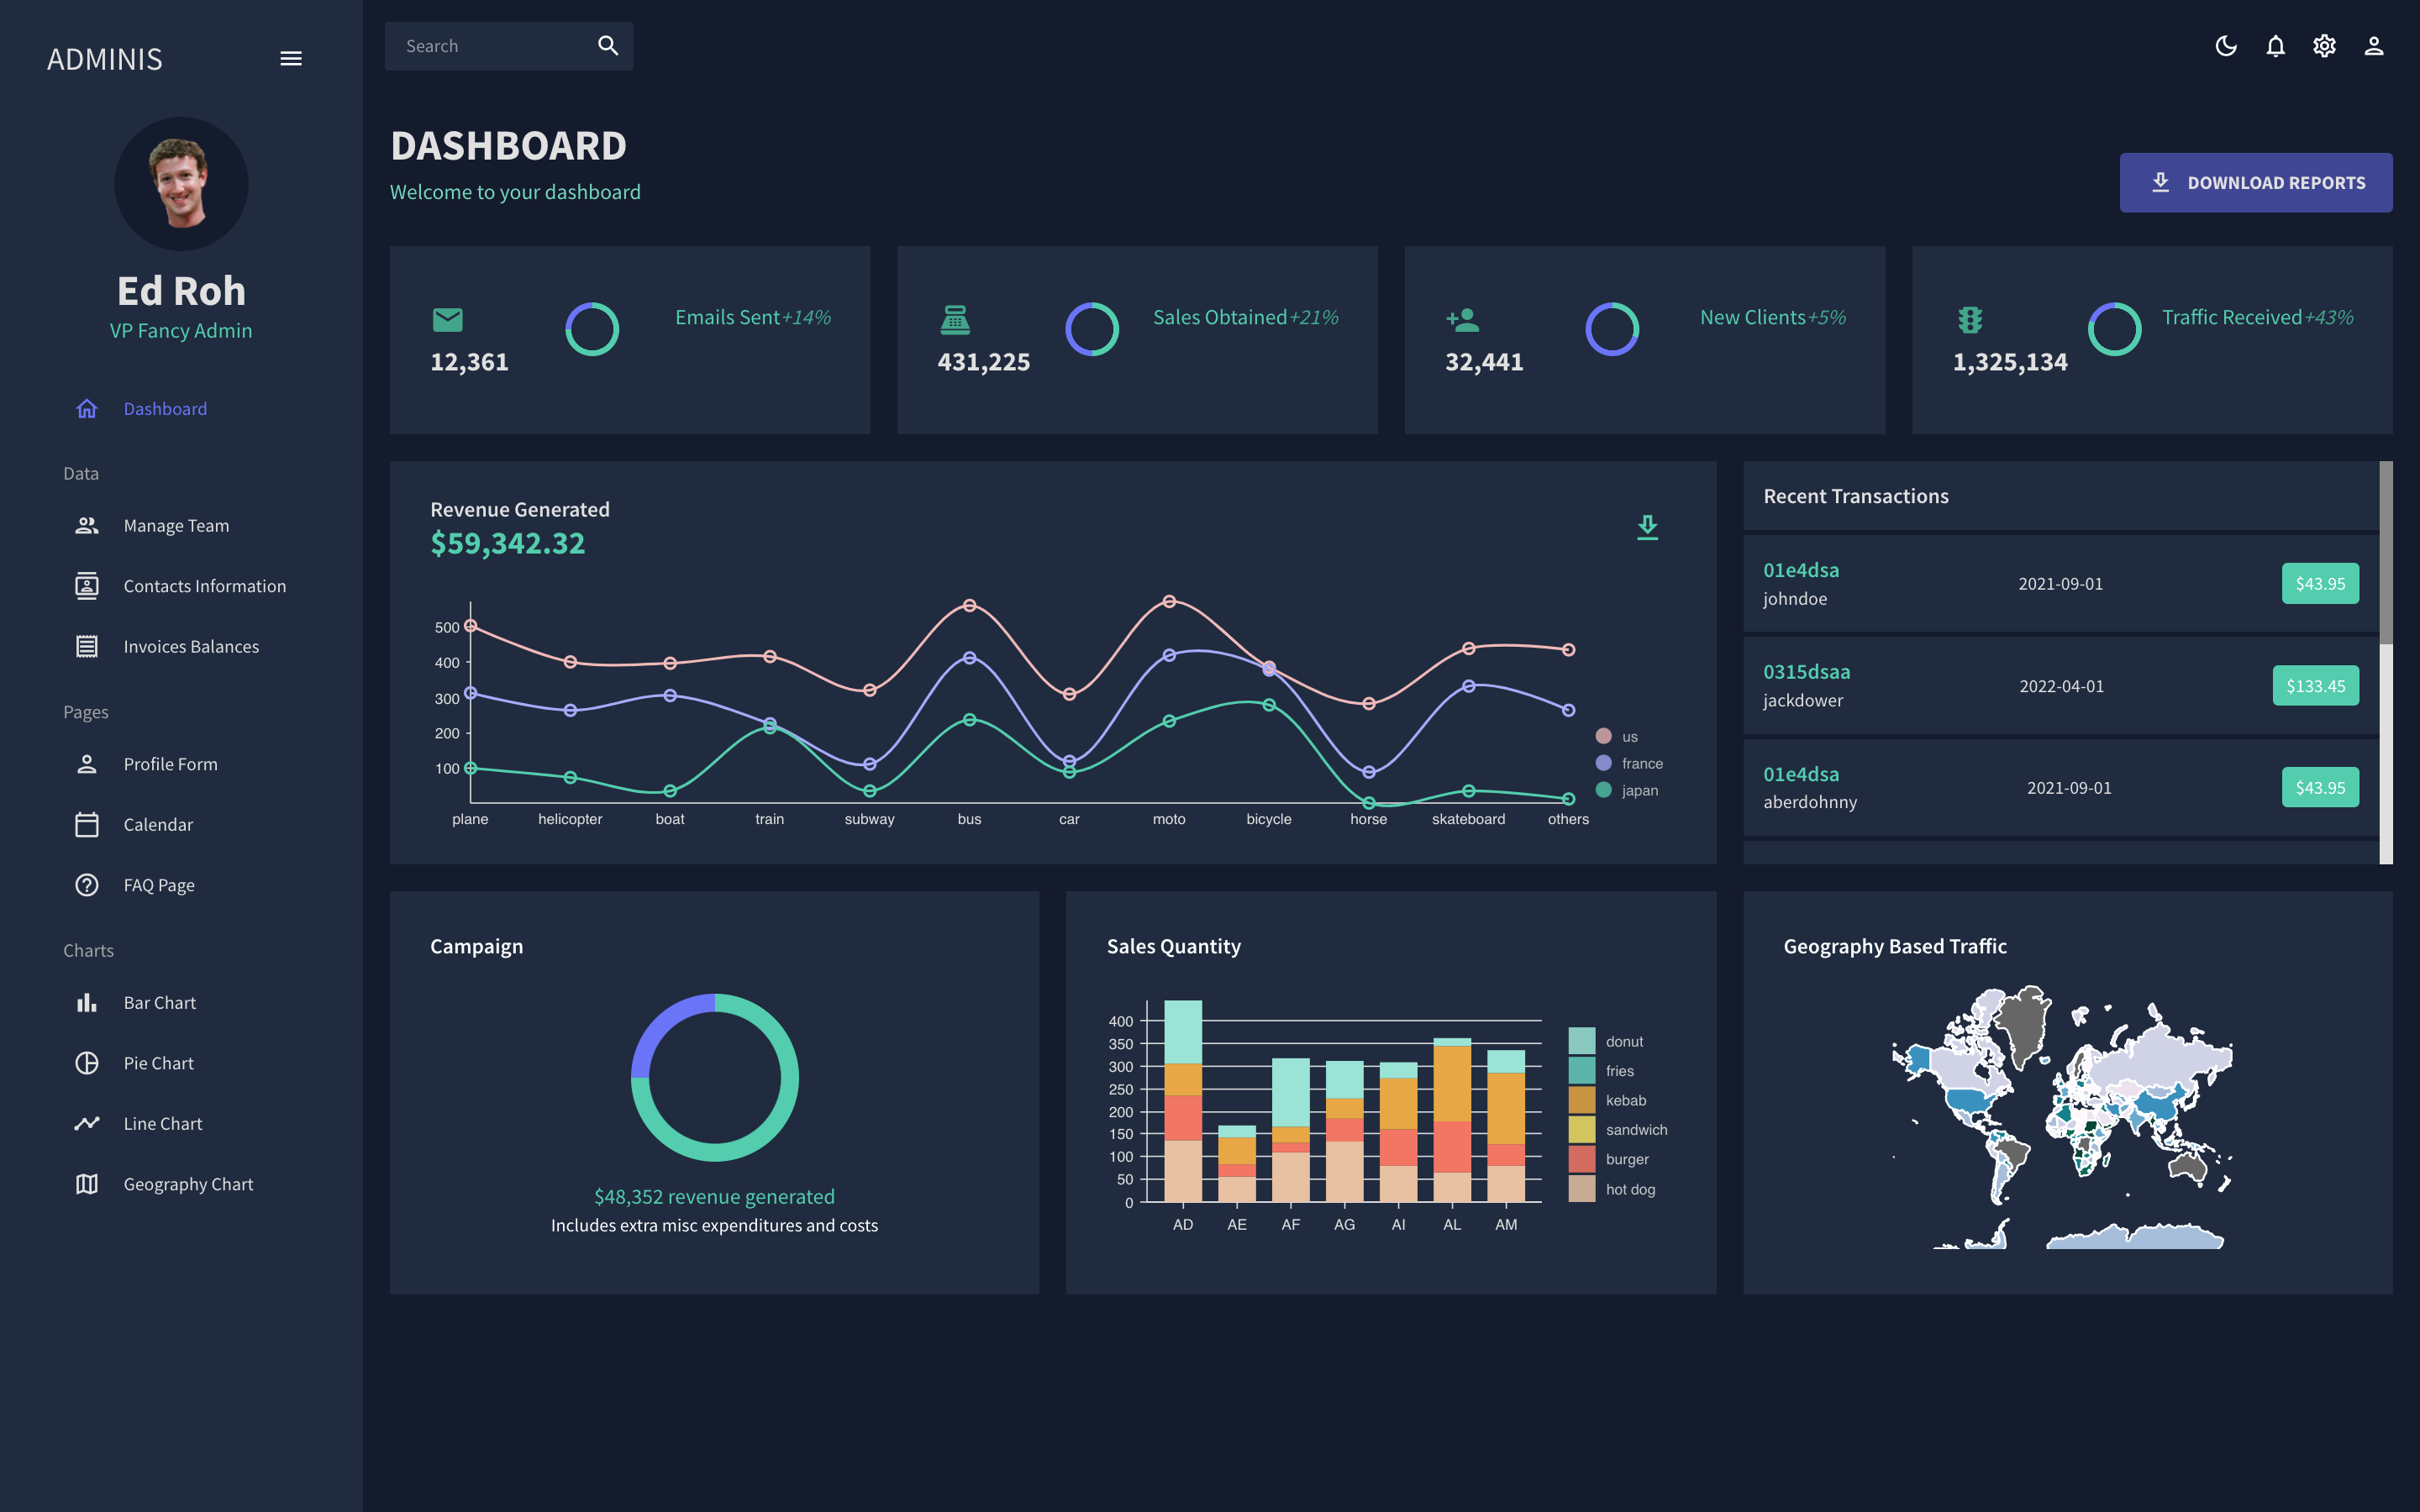 ADMINIS
Ed Roh
VP Fancy Admin
Dashboard
Data
Manage Team
Contacts Information
Invoices Balances
Pages
Profile Form
Calendar
FAQ Page
Charts
Bar Chart
Pie Chart
Line Chart
Geography Chart
Search
DASHBOARD
Welcome to your dashboard
DOWNLOAD REPORTS
12,361
Emails Sent +14%
431,225
Sales Obtained +21%
32,441
New Clients +5%
1,325,134
Traffic Received +43%
Revenue Generated
$59,342.32
500
400
300
200
100
plane helicopter boat train subway bus car moto bicycle horse skateboard others
us
france
japan
Recent Transactions
01e4dsa
johndoe
2021-09-01
$43.95
0315dsaa
jackdower
2022-04-01
$133.45
01e4dsa
aberdohnny
2021-09-01
$43.95
Campaign
$48,352 revenue generated
Includes extra misc expenditures and costs
Sales Quantity
400
350
300
250
200
150
100
50
0
AD AE AF AG AI AL AM
donut
fries
kebab
sandwich
burger
hot dog
Geography Based Traffic